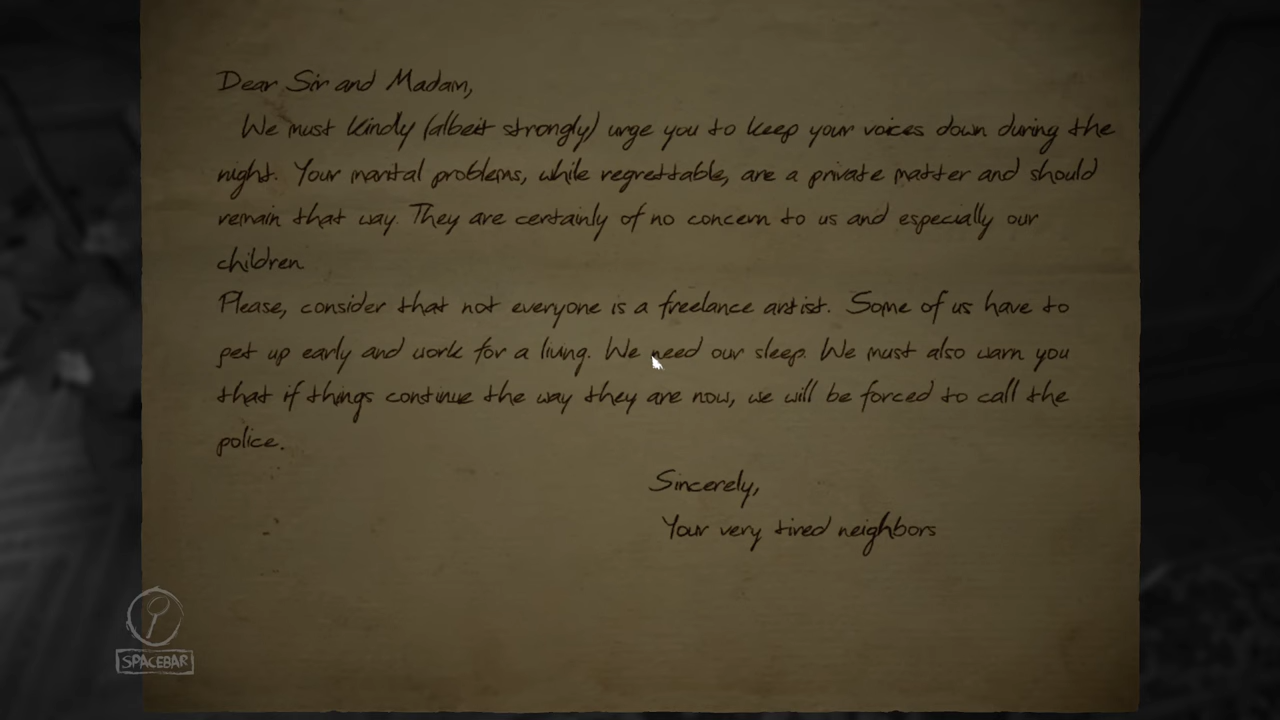 Dear Sir and Madam,
We must kindly (albeit strongly) urge you to keep your voices down during the
night. Your marital problems, while regrettable, are a private matter and should
remain that way. They are certainly of no concern to us and especially our
children.
Please, consider that not everyone is a freelance artist. Some of us have to
get up early and work for a living. We need our sleep. We must also warn you
that if things continue the way they are now, we will be forced to call the
police.
Sincerely,
Your very tired neighbors
SPACEBAR